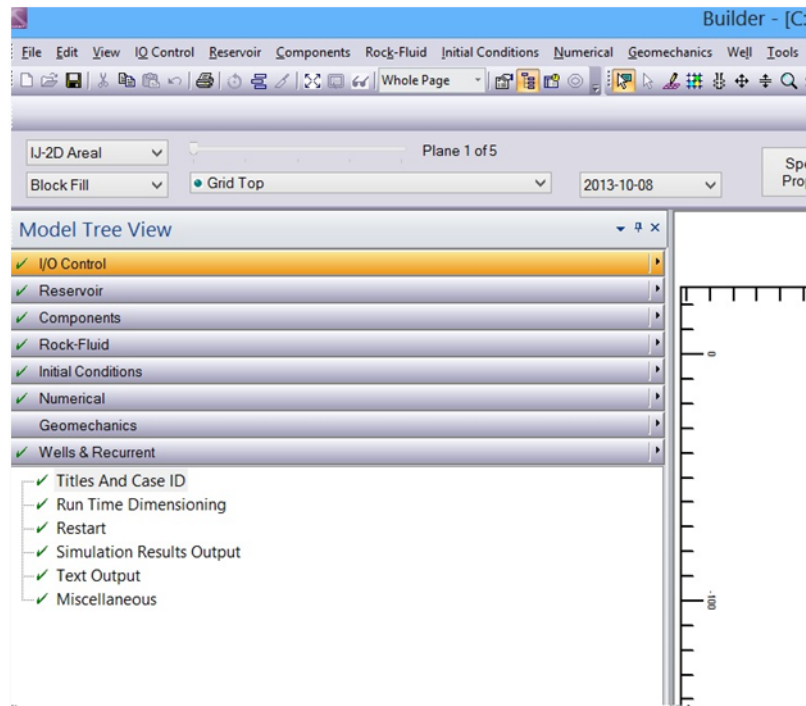 Builder - [C:
File Edit View IO Control Reservoir Components Rock-Fluid Initial Conditions Numerical Geomechanics Well Tools
Whole Page
IJ-2D Areal Plane 1 of 5
Block Fill Grid Top 2013-10-08
Model Tree View
I/O Control
Reservoir
Components
Rock-Fluid
Initial Conditions
Numerical
Geomechanics
Wells & Recurrent
Titles And Case ID
Run Time Dimensioning
Restart
Simulation Results Output
Text Output
Miscellaneous
0
-100